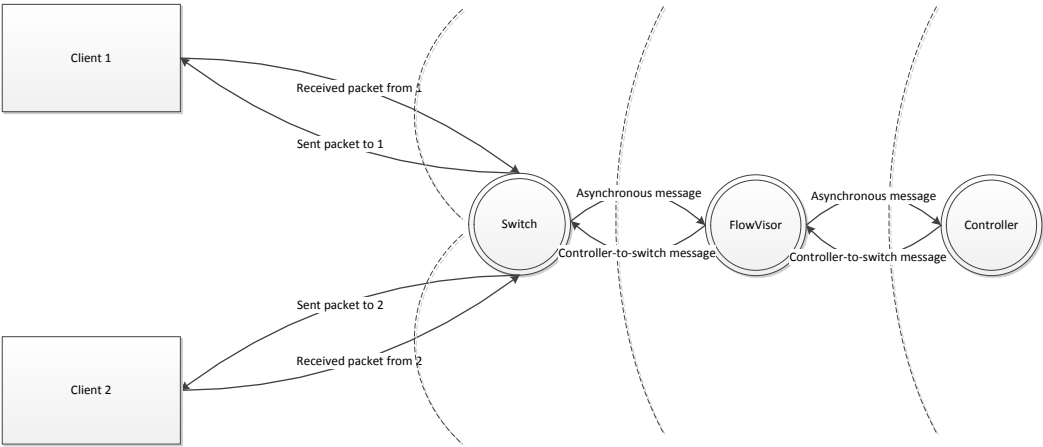 Client 1
Received packet from 1
Sent packet to 1
Asynchronous message
Asynchronous message
Switch
FlowVisor
Controller
Controller-to-switch message
Controller-to-switch message
Sent packet to 2
Received packet from 2
Client 2